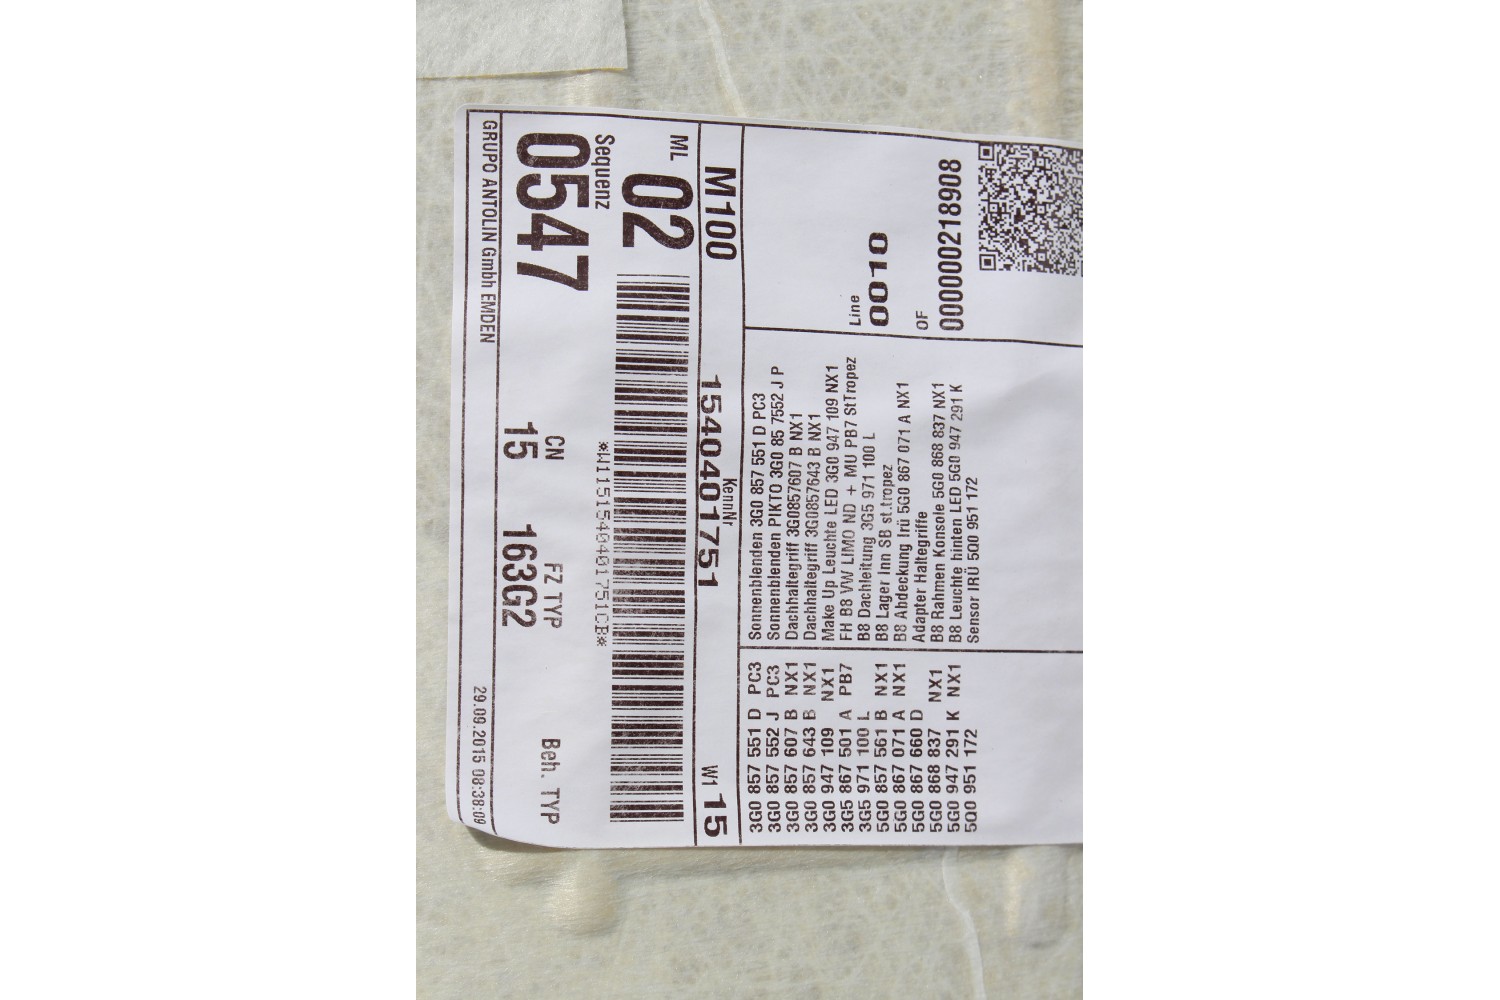 GRUPO ANTOLIN Gmbh EMDEN
29.09.2015 08:38:09
Sequenz
0547
CN
15
FZ TYP
163G2
Beh. TYP
ML
02
*W1151540401751CB*
M100
KennNr
1540401751
W1
15
3G0 857 551 D PC3
3G0 857 552 J PC3
3G0 857 607 B NX1
3G0 857 643 B NX1
3G0 947 109 NX1
3G5 867 501 A PB7
3G5 971 100 L
5G0 857 561 B NX1
5G0 867 071 A NX1
5G0 867 660 D
5G0 868 837 NX1
5G0 947 291 K NX1
5Q0 951 172
Sonnenblenden 3G0 857 551 D PC3
Sonnenblenden PIKTO 3G0 85 7552 J P
Dachhaltegriff 3G0857607 B NX1
Dachhaltegriff 3G0857643 B NX1
Make Up Leuchte LED 3G0 947 109 NX1
FH B8 VW LIMO ND + MU PB7 StTropez
B8 Dachleitung 3G5 971 100 L
B8 Lager Inn SB st.tropez
B8 Abdeckung Irü 5G0 867 071 A NX1
Adapter Haltegriffe
B8 Rahmen Konsole 5G0 868 837 NX1
B8 Leuchte hinten LED 5G0 947 291 K
Sensor IRÜ 5Q0 951 172
Line
0010
OF
000000218908